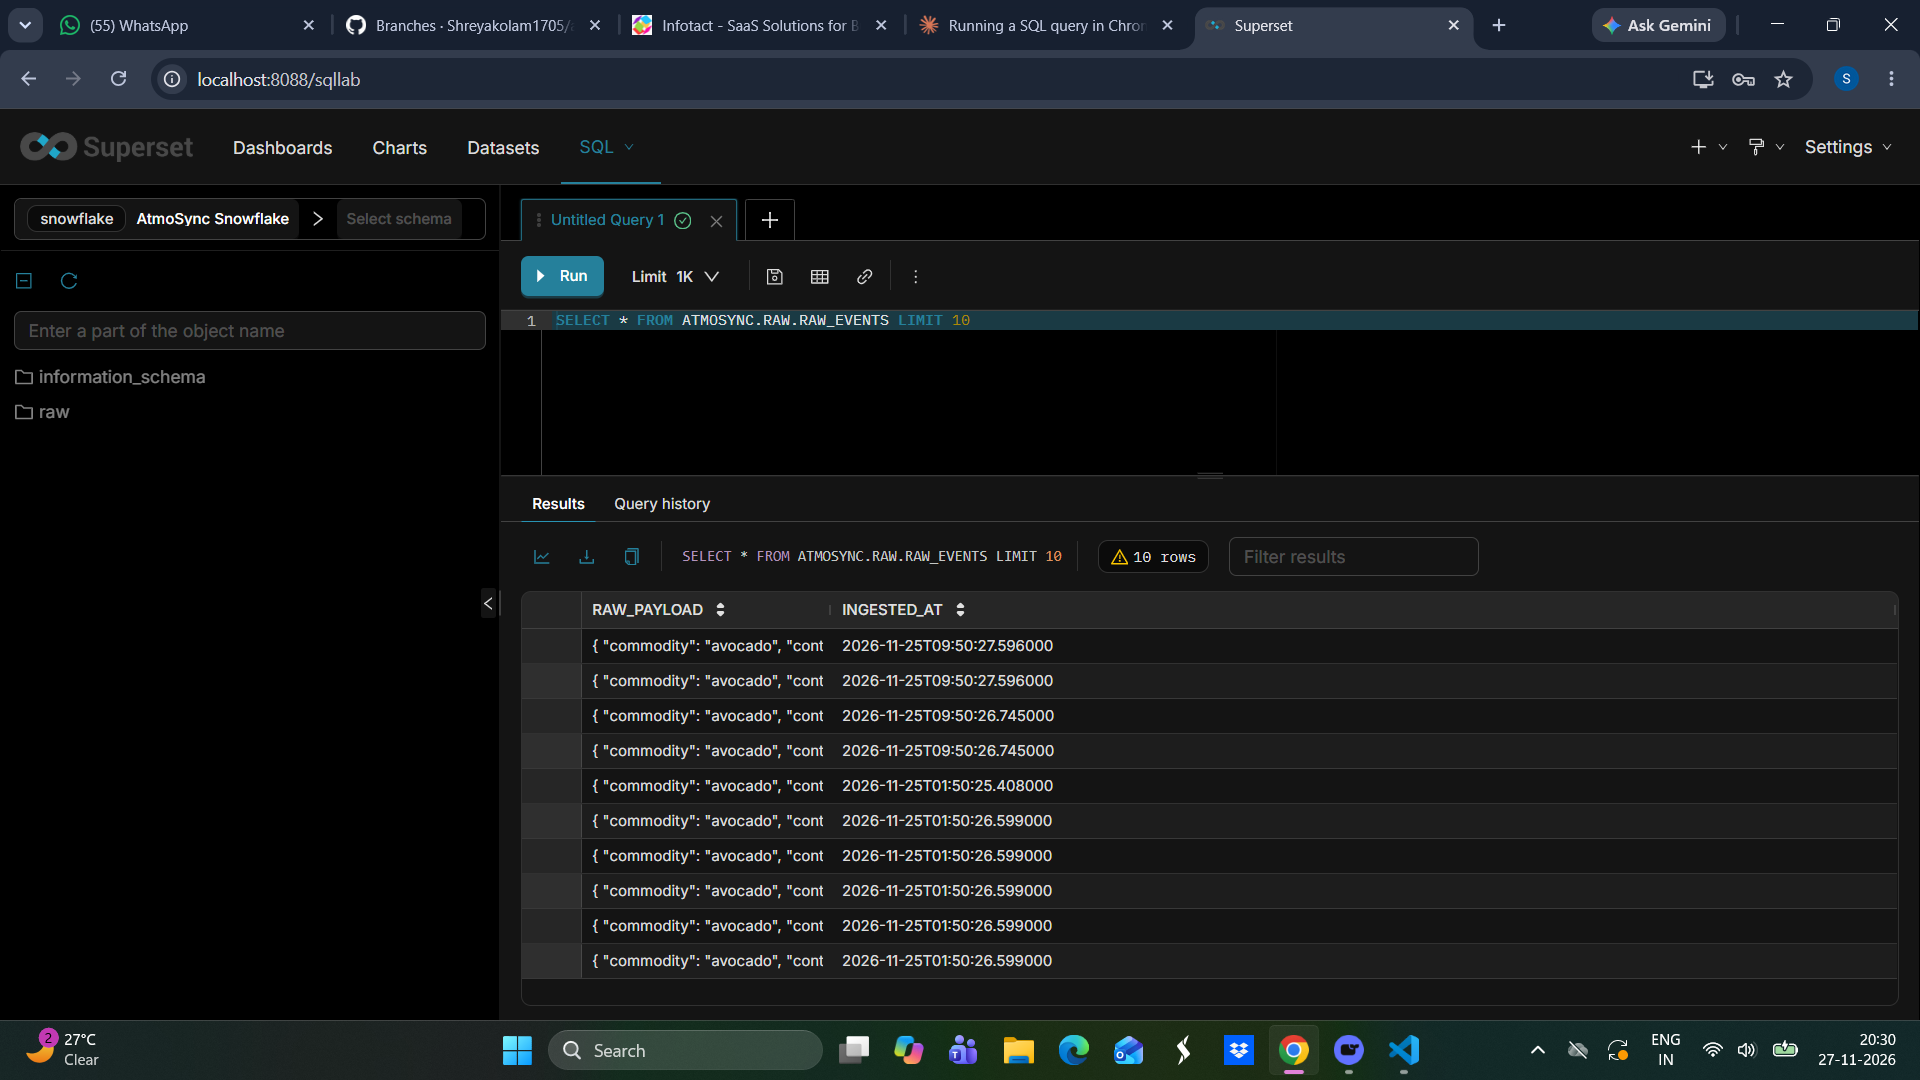 (55) WhatsApp
Branches · Shreyakolam1705/
Infotact - SaaS Solutions for B
Running a SQL query in Chron
Superset
Ask Gemini
localhost:8088/sqllab
S
Superset
Dashboards
Charts
Datasets
SQL
Settings
snowflake AtmoSync Snowflake > Select schema
Untitled Query 1
Run
Limit 1K
Enter a part of the object name
1 SELECT * FROM ATMOSYNC.RAW.RAW_EVENTS LIMIT 10
information_schema
raw
Results
Query history
SELECT * FROM ATMOSYNC.RAW.RAW_EVENTS LIMIT 10
10 rows
Filter results
RAW_PAYLOAD INGESTED_AT
{ "commodity": "avocado", "cont 2026-11-25T09:50:27.596000
{ "commodity": "avocado", "cont 2026-11-25T09:50:27.596000
{ "commodity": "avocado", "cont 2026-11-25T09:50:26.745000
{ "commodity": "avocado", "cont 2026-11-25T09:50:26.745000
{ "commodity": "avocado", "cont 2026-11-25T01:50:25.408000
{ "commodity": "avocado", "cont 2026-11-25T01:50:26.599000
{ "commodity": "avocado", "cont 2026-11-25T01:50:26.599000
{ "commodity": "avocado", "cont 2026-11-25T01:50:26.599000
{ "commodity": "avocado", "cont 2026-11-25T01:50:26.599000
{ "commodity": "avocado", "cont 2026-11-25T01:50:26.599000
2
27°C
Clear
Search
ENG
IN
20:30
27-11-2026